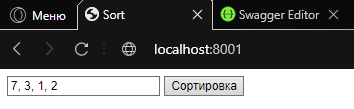 Меню Sort Swagger Editor
localhost:8001
7, 3, 1, 2 Сортировка